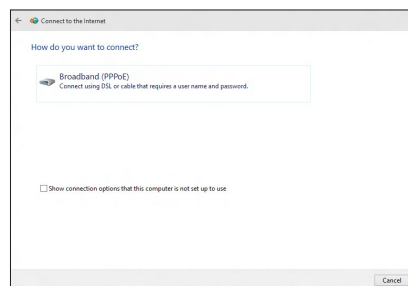 Connect to the Internet
How do you want to connect?
Broadband (PPPoE)
Connect using DSL or cable that requires a user name and password.
Show connection options that this computer is not set up to use
Cancel